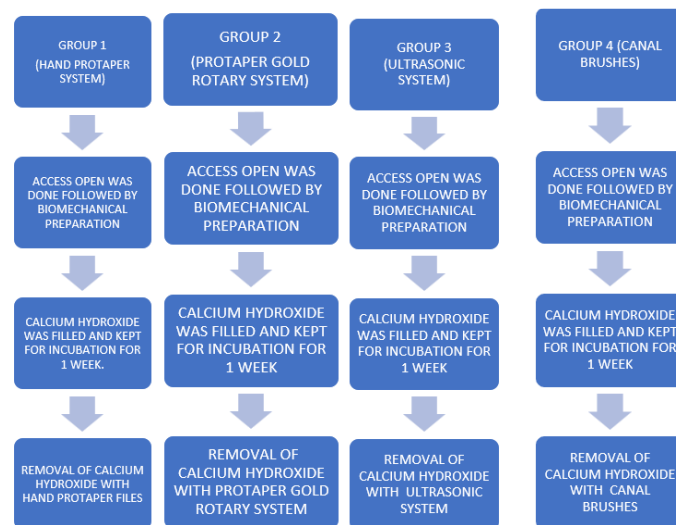 GROUP 1
(HAND PROTAPER
SYSTEM)
ACCESS OPEN WAS
DONE FOLLOWED BY
BIOMECHANICAL
PREPARATION
CALCIUM HYDROXIDE
WAS FILLED AND KEPT
FOR INCUBATION FOR
1 WEEK.
REMOVAL OF CALCIUM
HYDROXIDE WITH
HAND PROTAPER FILES
GROUP 2
(PROTAPER GOLD
ROTARY SYSTEM)
ACCESS OPEN WAS
DONE FOLLOWED BY
BIOMECHANICAL
PREPARATION
CALCIUM HYDROXIDE
WAS FILLED AND KEPT
FOR INCUBATION FOR
1 WEEK
REMOVAL OF
CALCIUM HYDROXIDE
WITH PROTAPER GOLD
ROTARY SYSTEM
GROUP 3
(ULTRASONIC
SYSTEM)
ACCESS OPEN WAS
DONE FOLLOWED BY
BIOMECHANICAL
PREPARATION
CALCIUM HYDROXIDE
WAS FILLED AND KEPT
FOR INCUBATION FOR
1 WEEK
REMOVAL OF
CALCIUM HYDROXIDE
WITH ULTRASONIC
SYSTEM
GROUP 4 (CANAL
BRUSHES)
ACCESS OPEN WAS
DONE FOLLOWED BY
BIOMECHANICAL
PREPARATION
CALCIUM HYDROXIDE
WAS FILLED AND KEPT
FOR INCUBATION FOR
1 WEEK
REMOVAL OF
CALCIUM HYDROXIDE
WITH CANAL
BRUSHES